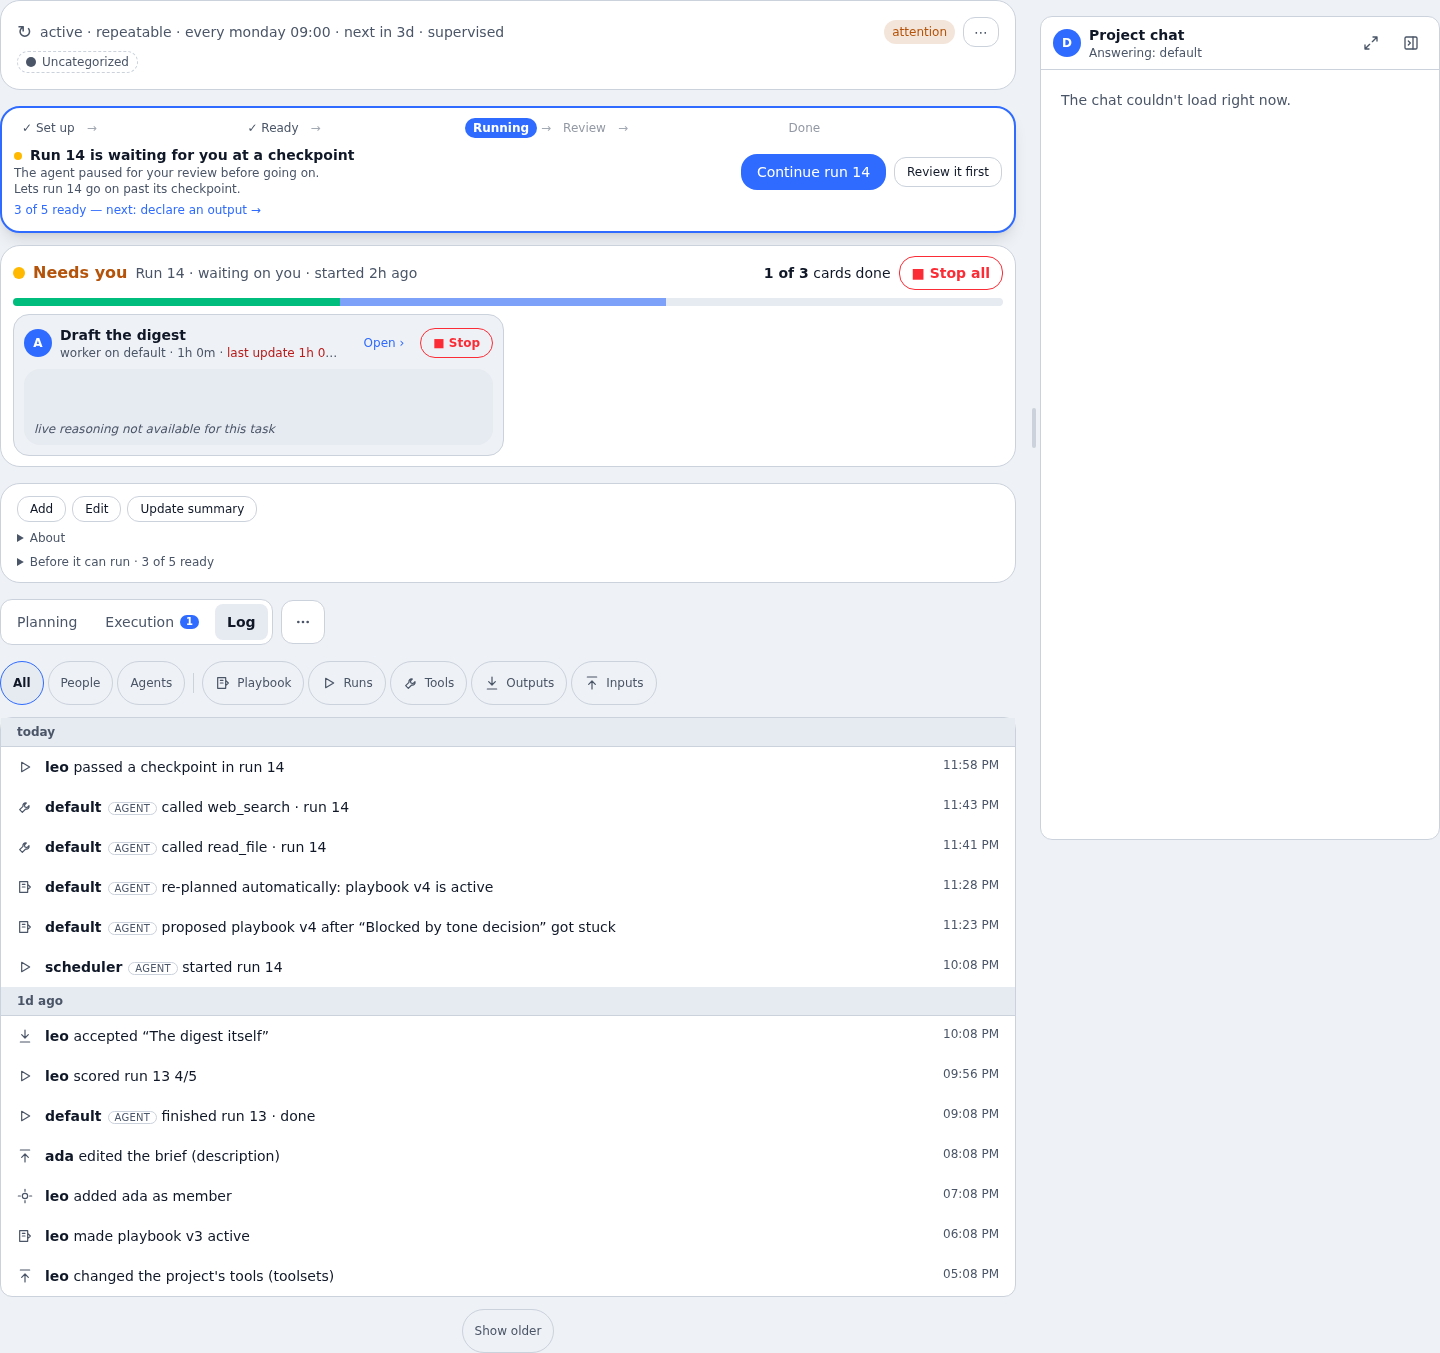 ↻ active · repeatable · every monday 09:00 · next in 3d · supervised
attention
⋯
Uncategorized
✓ Set up →
✓ Ready →
Running → Review →
Done
Run 14 is waiting for you at a checkpoint
The agent paused for your review before going on.
Lets run 14 go on past its checkpoint.
3 of 5 ready — next: declare an output →
Continue run 14
Review it first
Needs you Run 14 · waiting on you · started 2h ago
1 of 3 cards done
■ Stop all
A
Draft the digest
worker on default · 1h 0m · last update 1h 0…
Open ›
■ Stop
live reasoning not available for this task
Add
Edit
Update summary
▶ About
▶ Before it can run · 3 of 5 ready
Planning
Execution 1
Log
⋯
All
People
Agents
Playbook
Runs
Tools
Outputs
Inputs
today
leo passed a checkpoint in run 14 11:58 PM
default AGENT called web_search · run 14 11:43 PM
default AGENT called read_file · run 14 11:41 PM
default AGENT re-planned automatically: playbook v4 is active 11:28 PM
default AGENT proposed playbook v4 after “Blocked by tone decision” got stuck 11:23 PM
scheduler AGENT started run 14 10:08 PM
1d ago
leo accepted “The digest itself” 10:08 PM
leo scored run 13 4/5 09:56 PM
default AGENT finished run 13 · done 09:08 PM
ada edited the brief (description) 08:08 PM
leo added ada as member 07:08 PM
leo made playbook v3 active 06:08 PM
leo changed the project's tools (toolsets) 05:08 PM
Show older
D
Project chat
Answering: default
The chat couldn't load right now.